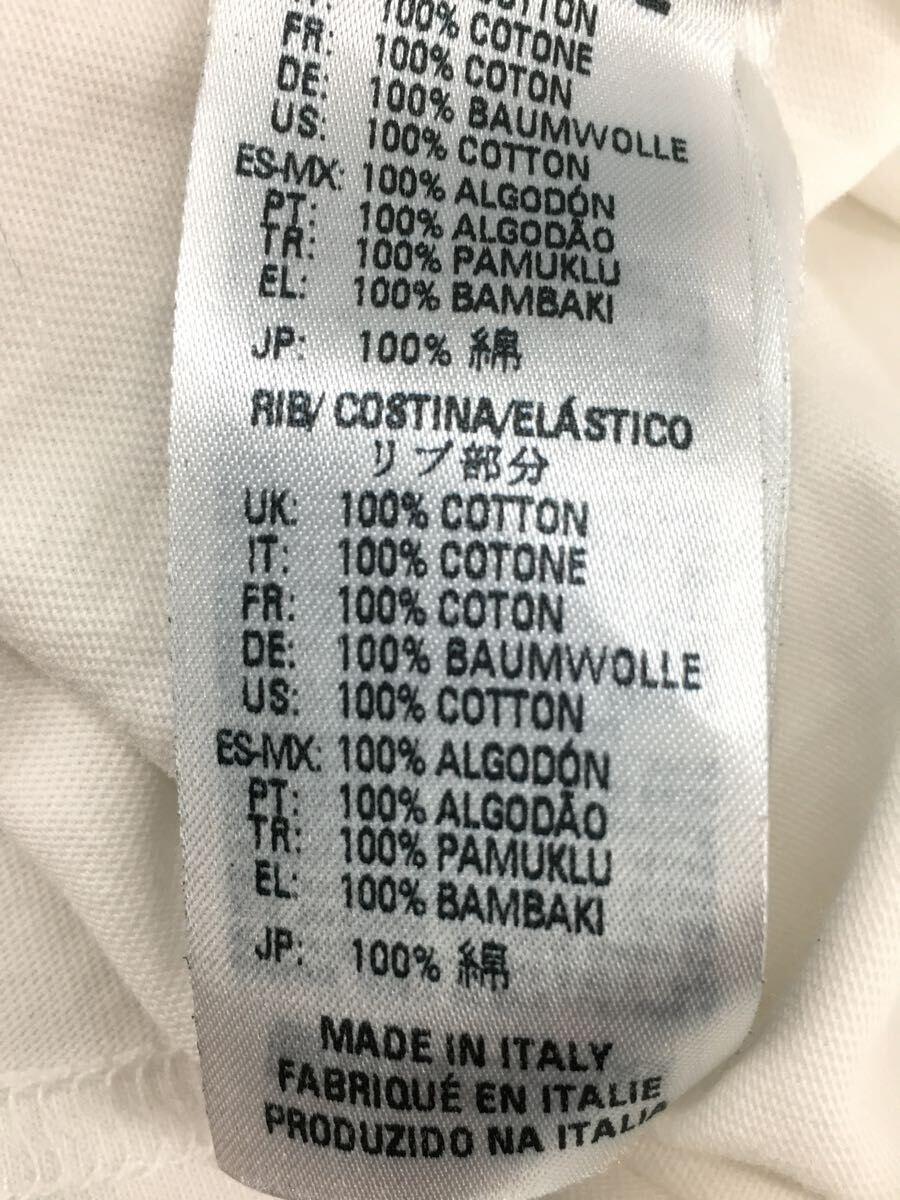 COTTON
100% COTONE
FR: 100% COTON
DE: 100% BAUMWOLLE
US: 100% COTTON
ES-MX: 100% ALGODÓN
PT: 100% ALGODÃO
TR: 100% PAMUKLU
EL: 100% BAMBAKI
JP: 100% 綿
RIB/ COSTINA/ELÁSTICO
リブ部分
UK: 100% COTTON
IT: 100% COTONE
FR: 100% COTON
DE: 100% BAUMWOLLE
US: 100% COTTON
ES-MX: 100% ALGODÓN
PT: 100% ALGODÃO
TR: 100% PAMUKLU
EL: 100% BAMBAKI
JP: 100% 綿
MADE IN ITALY
FABRIQUÉ EN ITALIE
PRODUZIDO NA ITALIA